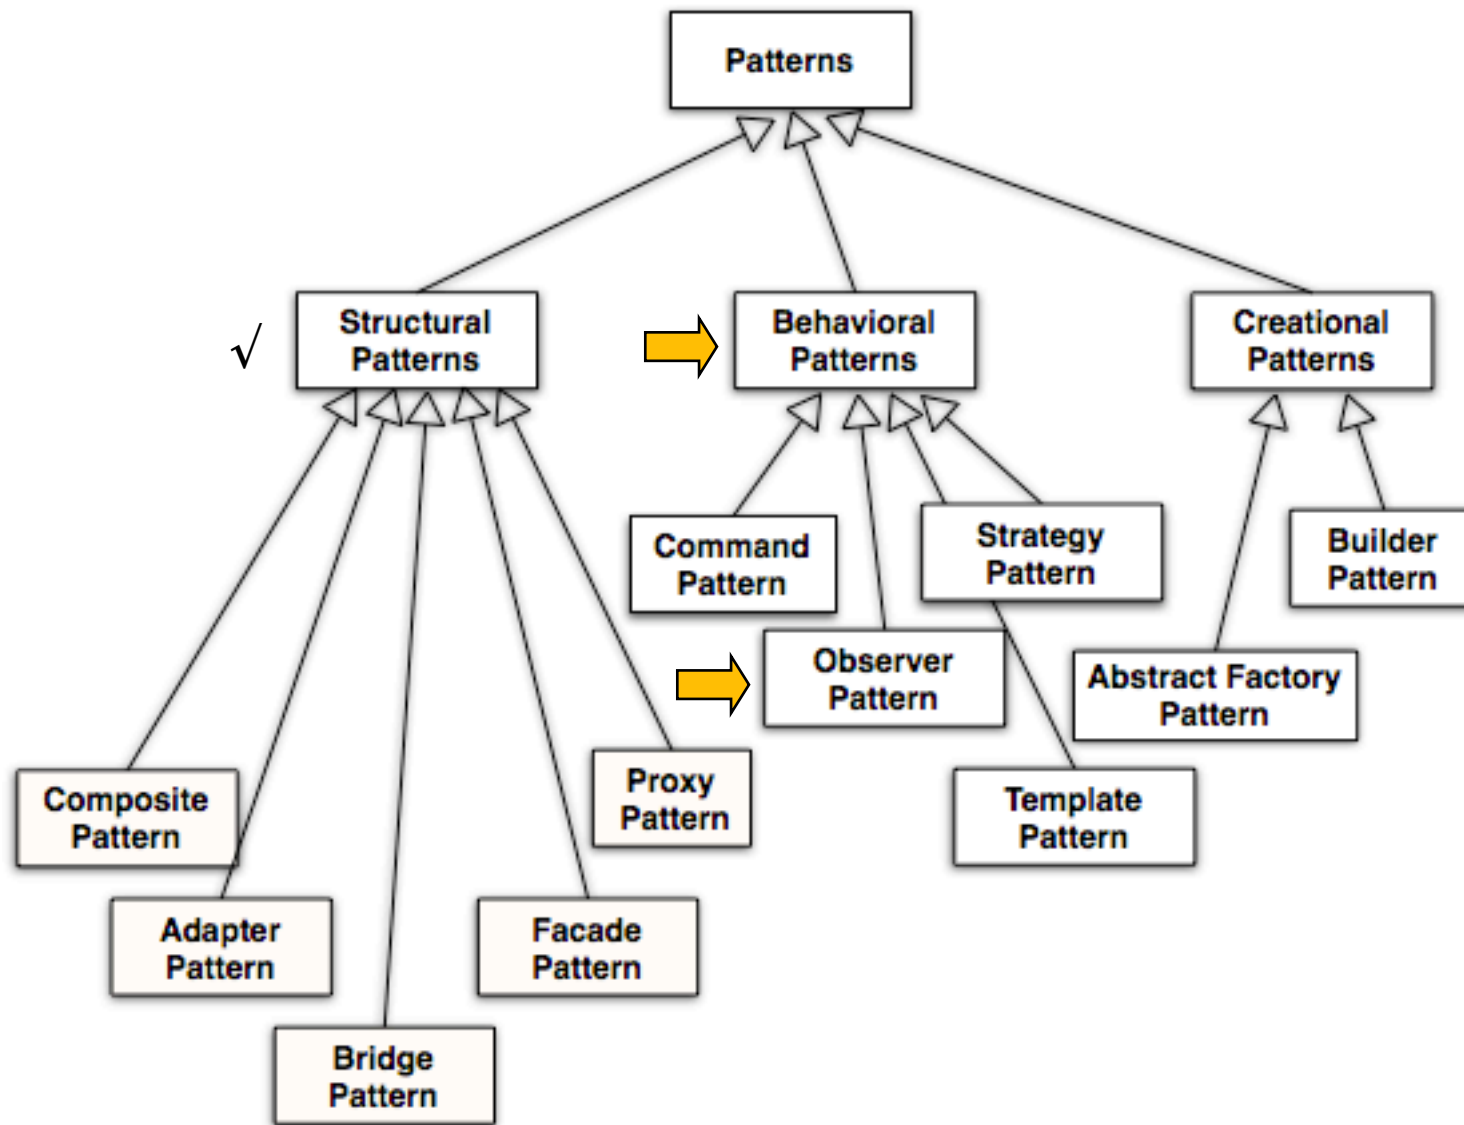 Patterns
√
Structural
Patterns
Behavioral
Patterns
Creational
Patterns
Command
Pattern
Strategy
Pattern
Builder
Pattern
Observer
Pattern
Abstract Factory
Pattern
Composite
Pattern
Proxy
Pattern
Template
Pattern
Adapter
Pattern
Facade
Pattern
Bridge
Pattern